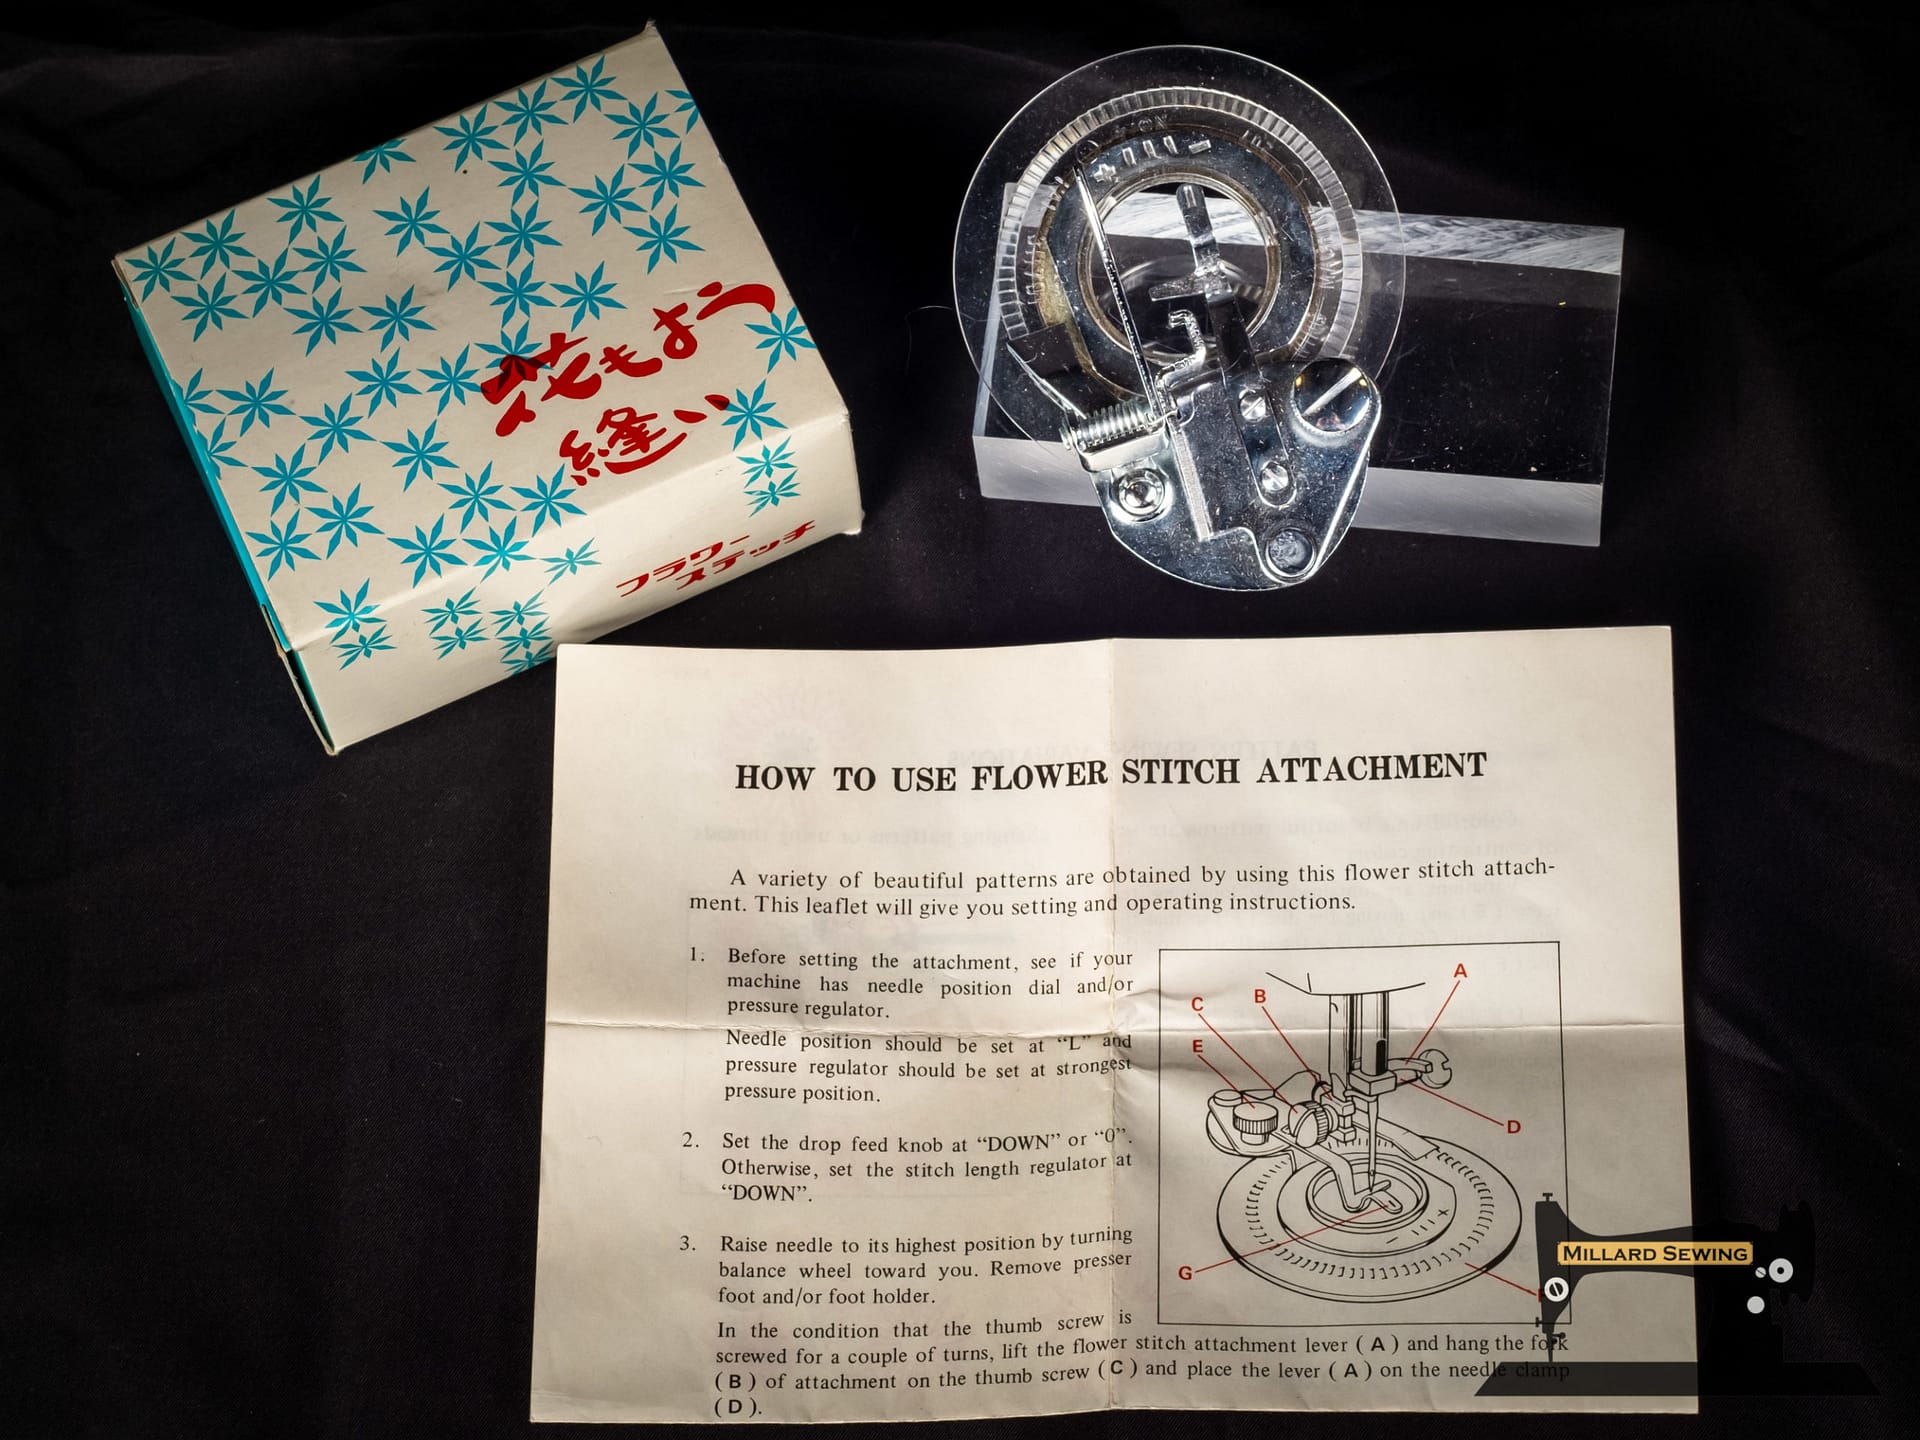 花もよう
縫い
フラワー
ステッチ
HOW TO USE FLOWER STITCH ATTACHMENT
A variety of beautiful patterns are obtained by using this flower stitch attach-
ment. This leaflet will give you setting and operating instructions.
1. Before setting the attachment, see if your
machine has needle position dial and/or
pressure regulator.
Needle position should be set at “L” and
pressure regulator should be set at strongest
pressure position.
2. Set the drop feed knob at “DOWN” or “0”.
Otherwise, set the stitch length regulator at
“DOWN”.
3. Raise needle to its highest position by turning
balance wheel toward you. Remove presser
foot and/or foot holder.
In the condition that the thumb screw is
screwed for a couple of turns, lift the flower stitch attachment lever ( A ) and hang the fork
( B ) of attachment on the thumb screw ( C ) and place the lever ( A ) on the needle clamp
( D ).
A
B
C
E
D
G
MILLARD SEWING